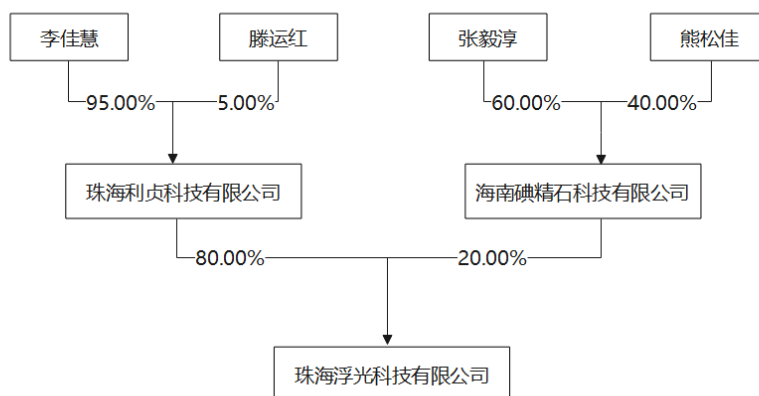 李佳慧
滕运红
张毅淳
熊松佳
95.00%
5.00%
60.00%
40.00%
珠海利贞科技有限公司
海南碘精石科技有限公司
80.00%
20.00%
珠海浮光科技有限公司